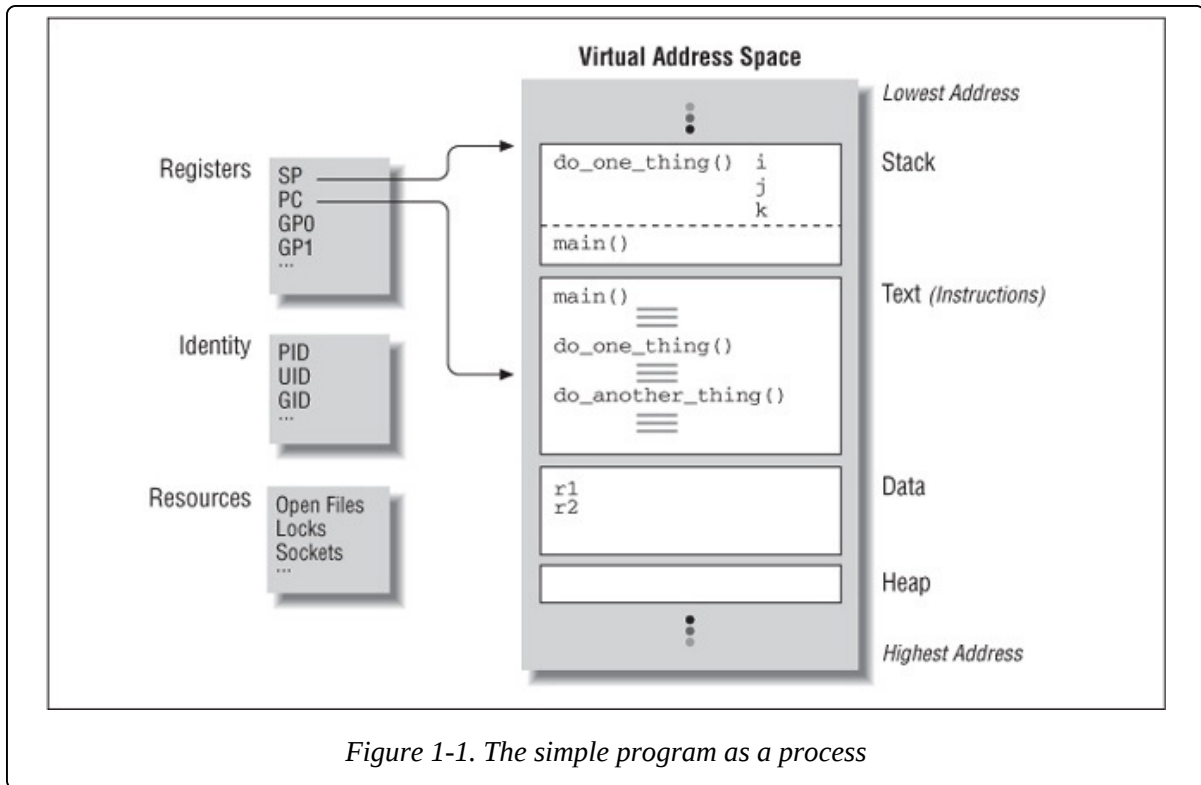 Virtual Address Space
Lowest Address
Registers
SP
PC
GP0
GP1
...
Identity
PID
UID
GID
...
Resources
Open Files
Locks
Sockets
...
do_one_thing() i
j
k
main()
Stack
main()
do_one_thing()
do_another_thing()
Text (Instructions)
r1
r2
Data
Heap
Highest Address
Figure 1-1. The simple program as a process